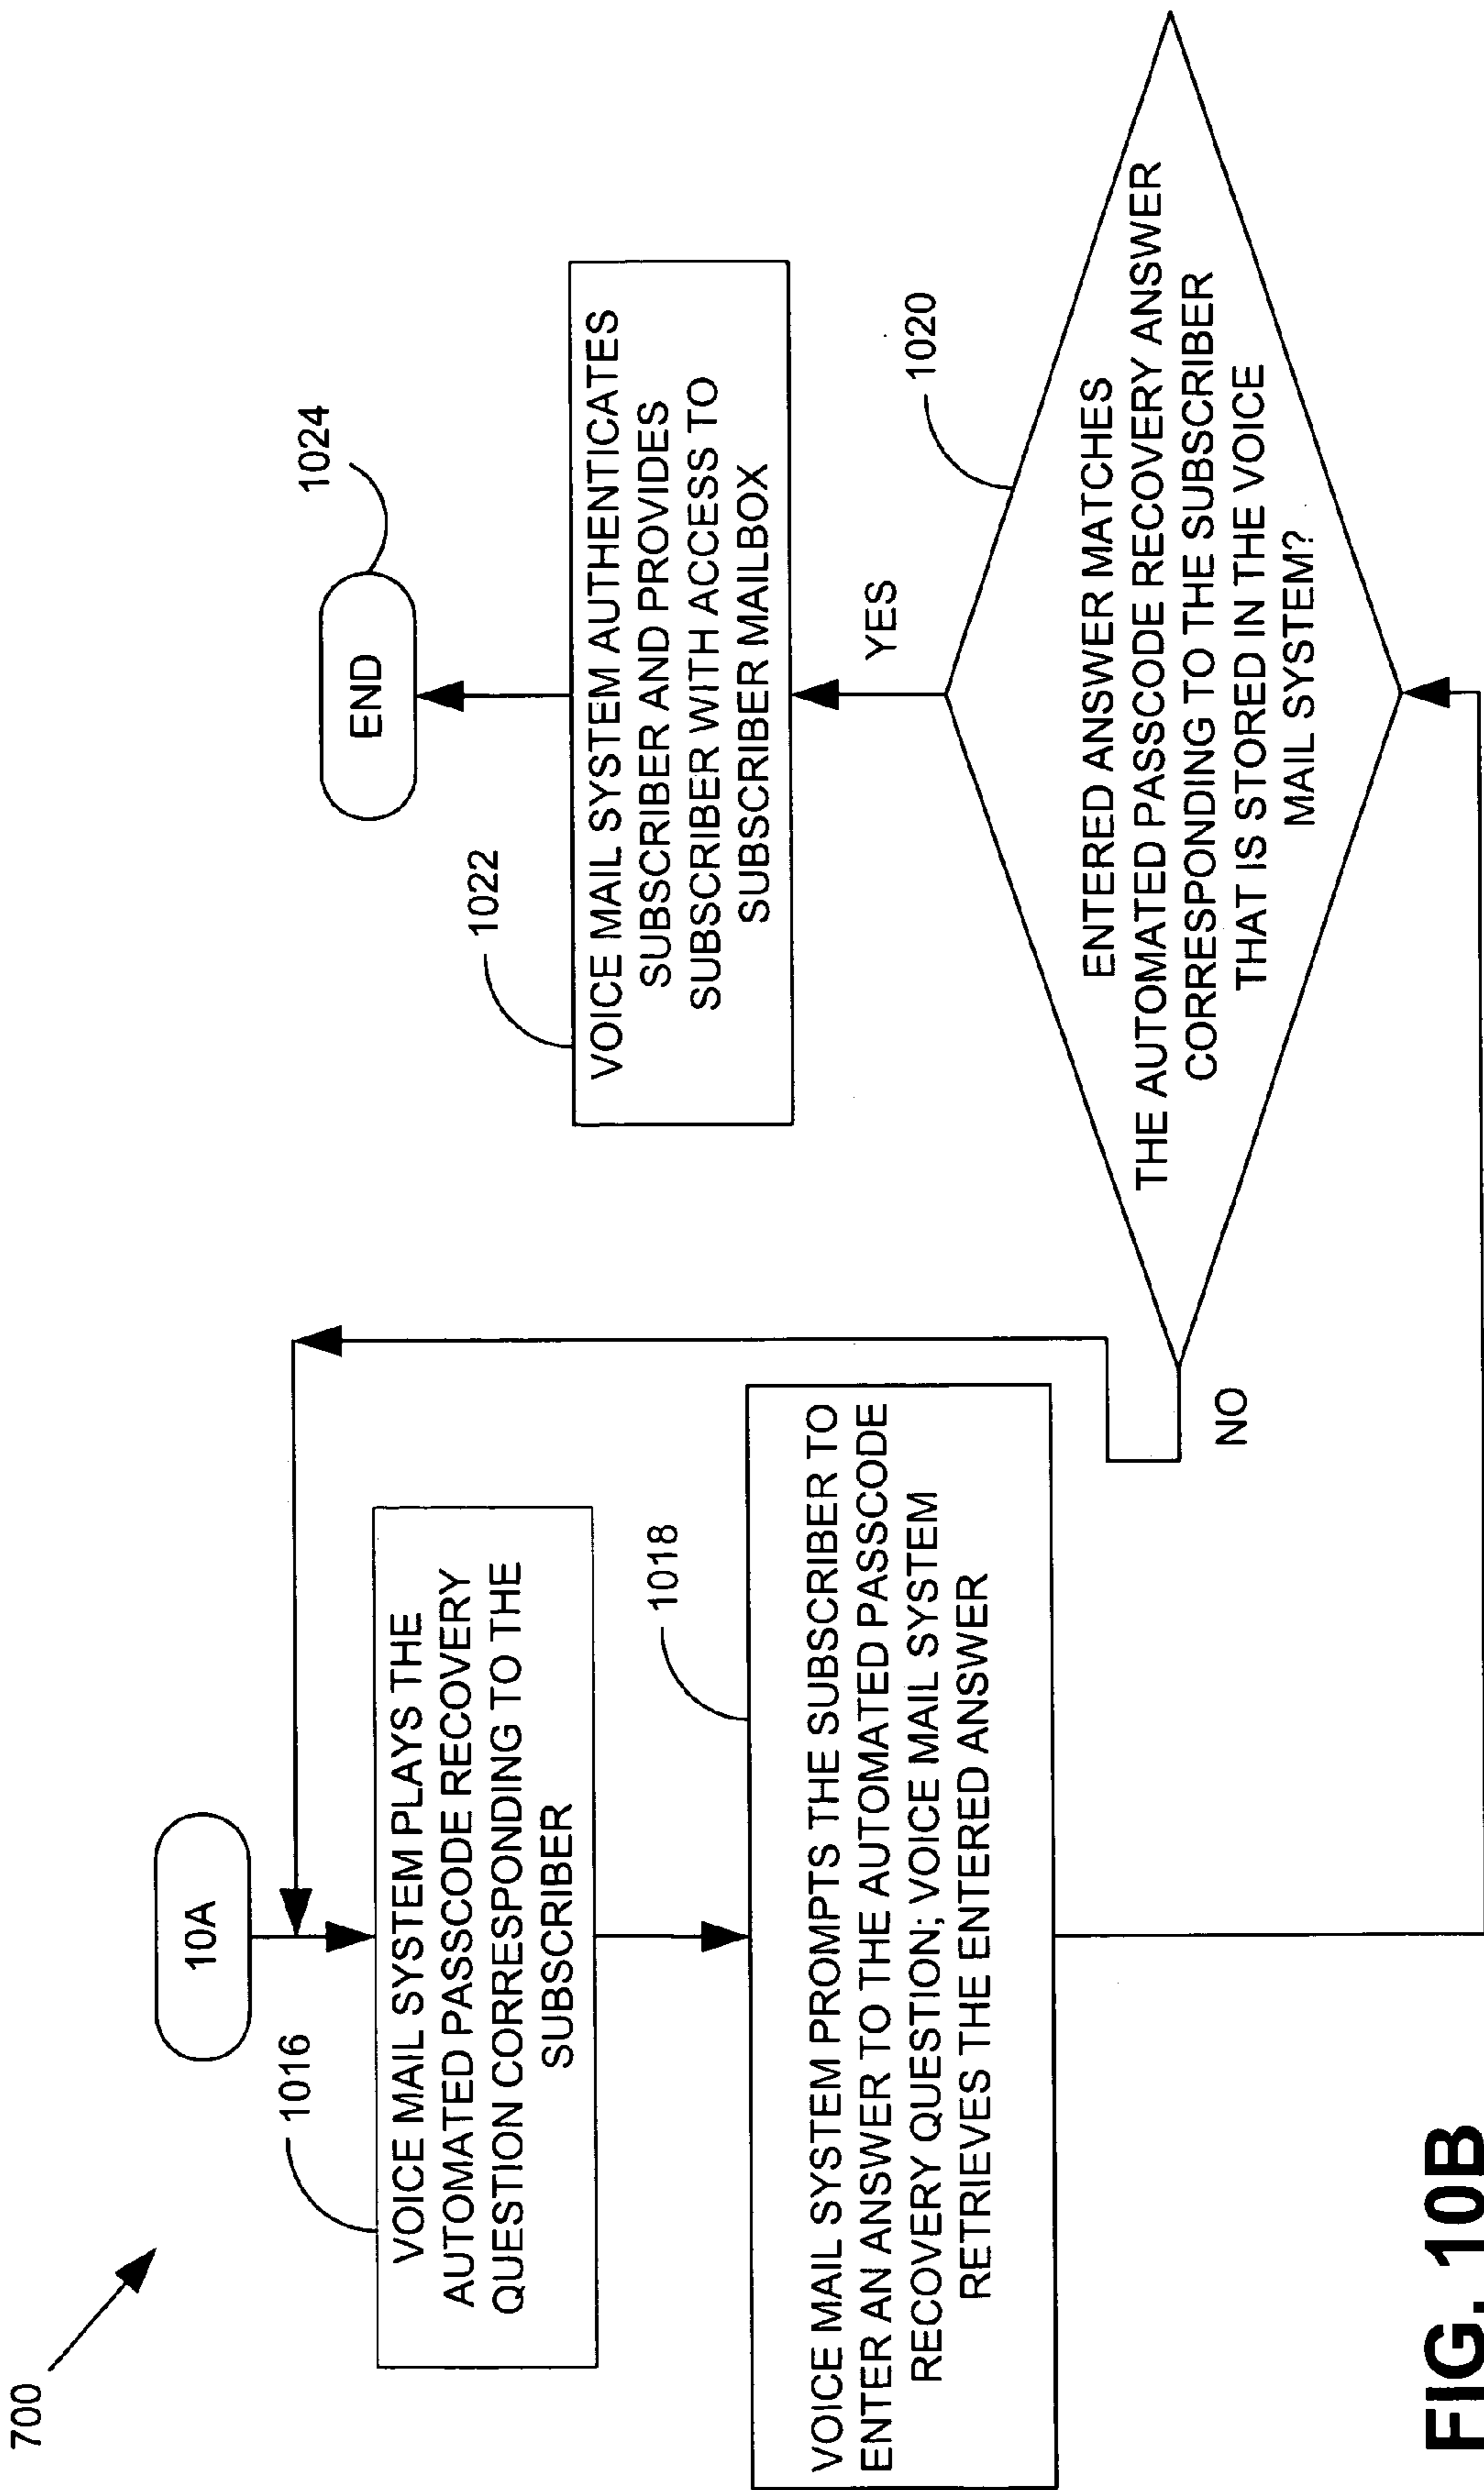 700
10A
1016
VOICE MAIL SYSTEM PLAYS THE
AUTOMATED PASSCODE RECOVERY
QUESTION CORRESPONDING TO THE
SUBSCRIBER
1018
VOICE MAIL SYSTEM PROMPTS THE SUBSCRIBER TO
ENTER AN ANSWER TO THE AUTOMATED PASSCODE
RECOVERY QUESTION; VOICE MAIL SYSTEM
RETRIEVES THE ENTERED ANSWER
1020
ENTERED ANSWER MATCHES
THE AUTOMATED PASSCODE RECOVERY ANSWER
CORRESPONDING TO THE SUBSCRIBER
THAT IS STORED IN THE VOICE
MAIL SYSTEM?
NO
YES
1022
VOICE MAIL SYSTEM AUTHENTICATES
SUBSCRIBER AND PROVIDES
SUBSCRIBER WITH ACCESS TO
SUBSCRIBER MAILBOX
1024
END
FIG. 10B